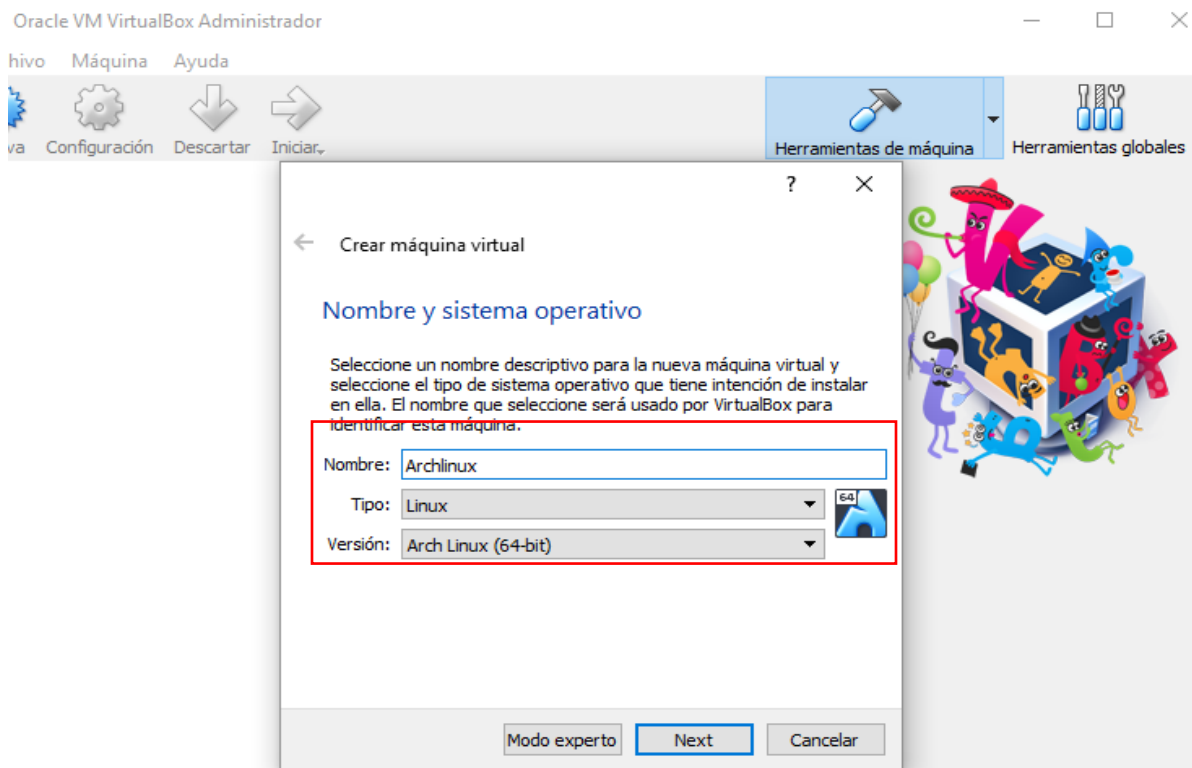 Oracle VM VirtualBox Administrador
hivo Máquina Ayuda
va Configuración Descartar Iniciar
Herramientas de máquina Herramientas globales
?
Crear máquina virtual
Nombre y sistema operativo
Seleccione un nombre descriptivo para la nueva máquina virtual y
seleccione el tipo de sistema operativo que tiene intención de instalar
en ella. El nombre que seleccione será usado por VirtualBox para
identificar esta máquina.
Nombre: Archlinux
Tipo: Linux
64
Versión: Arch Linux (64-bit)
Modo experto Next Cancelar